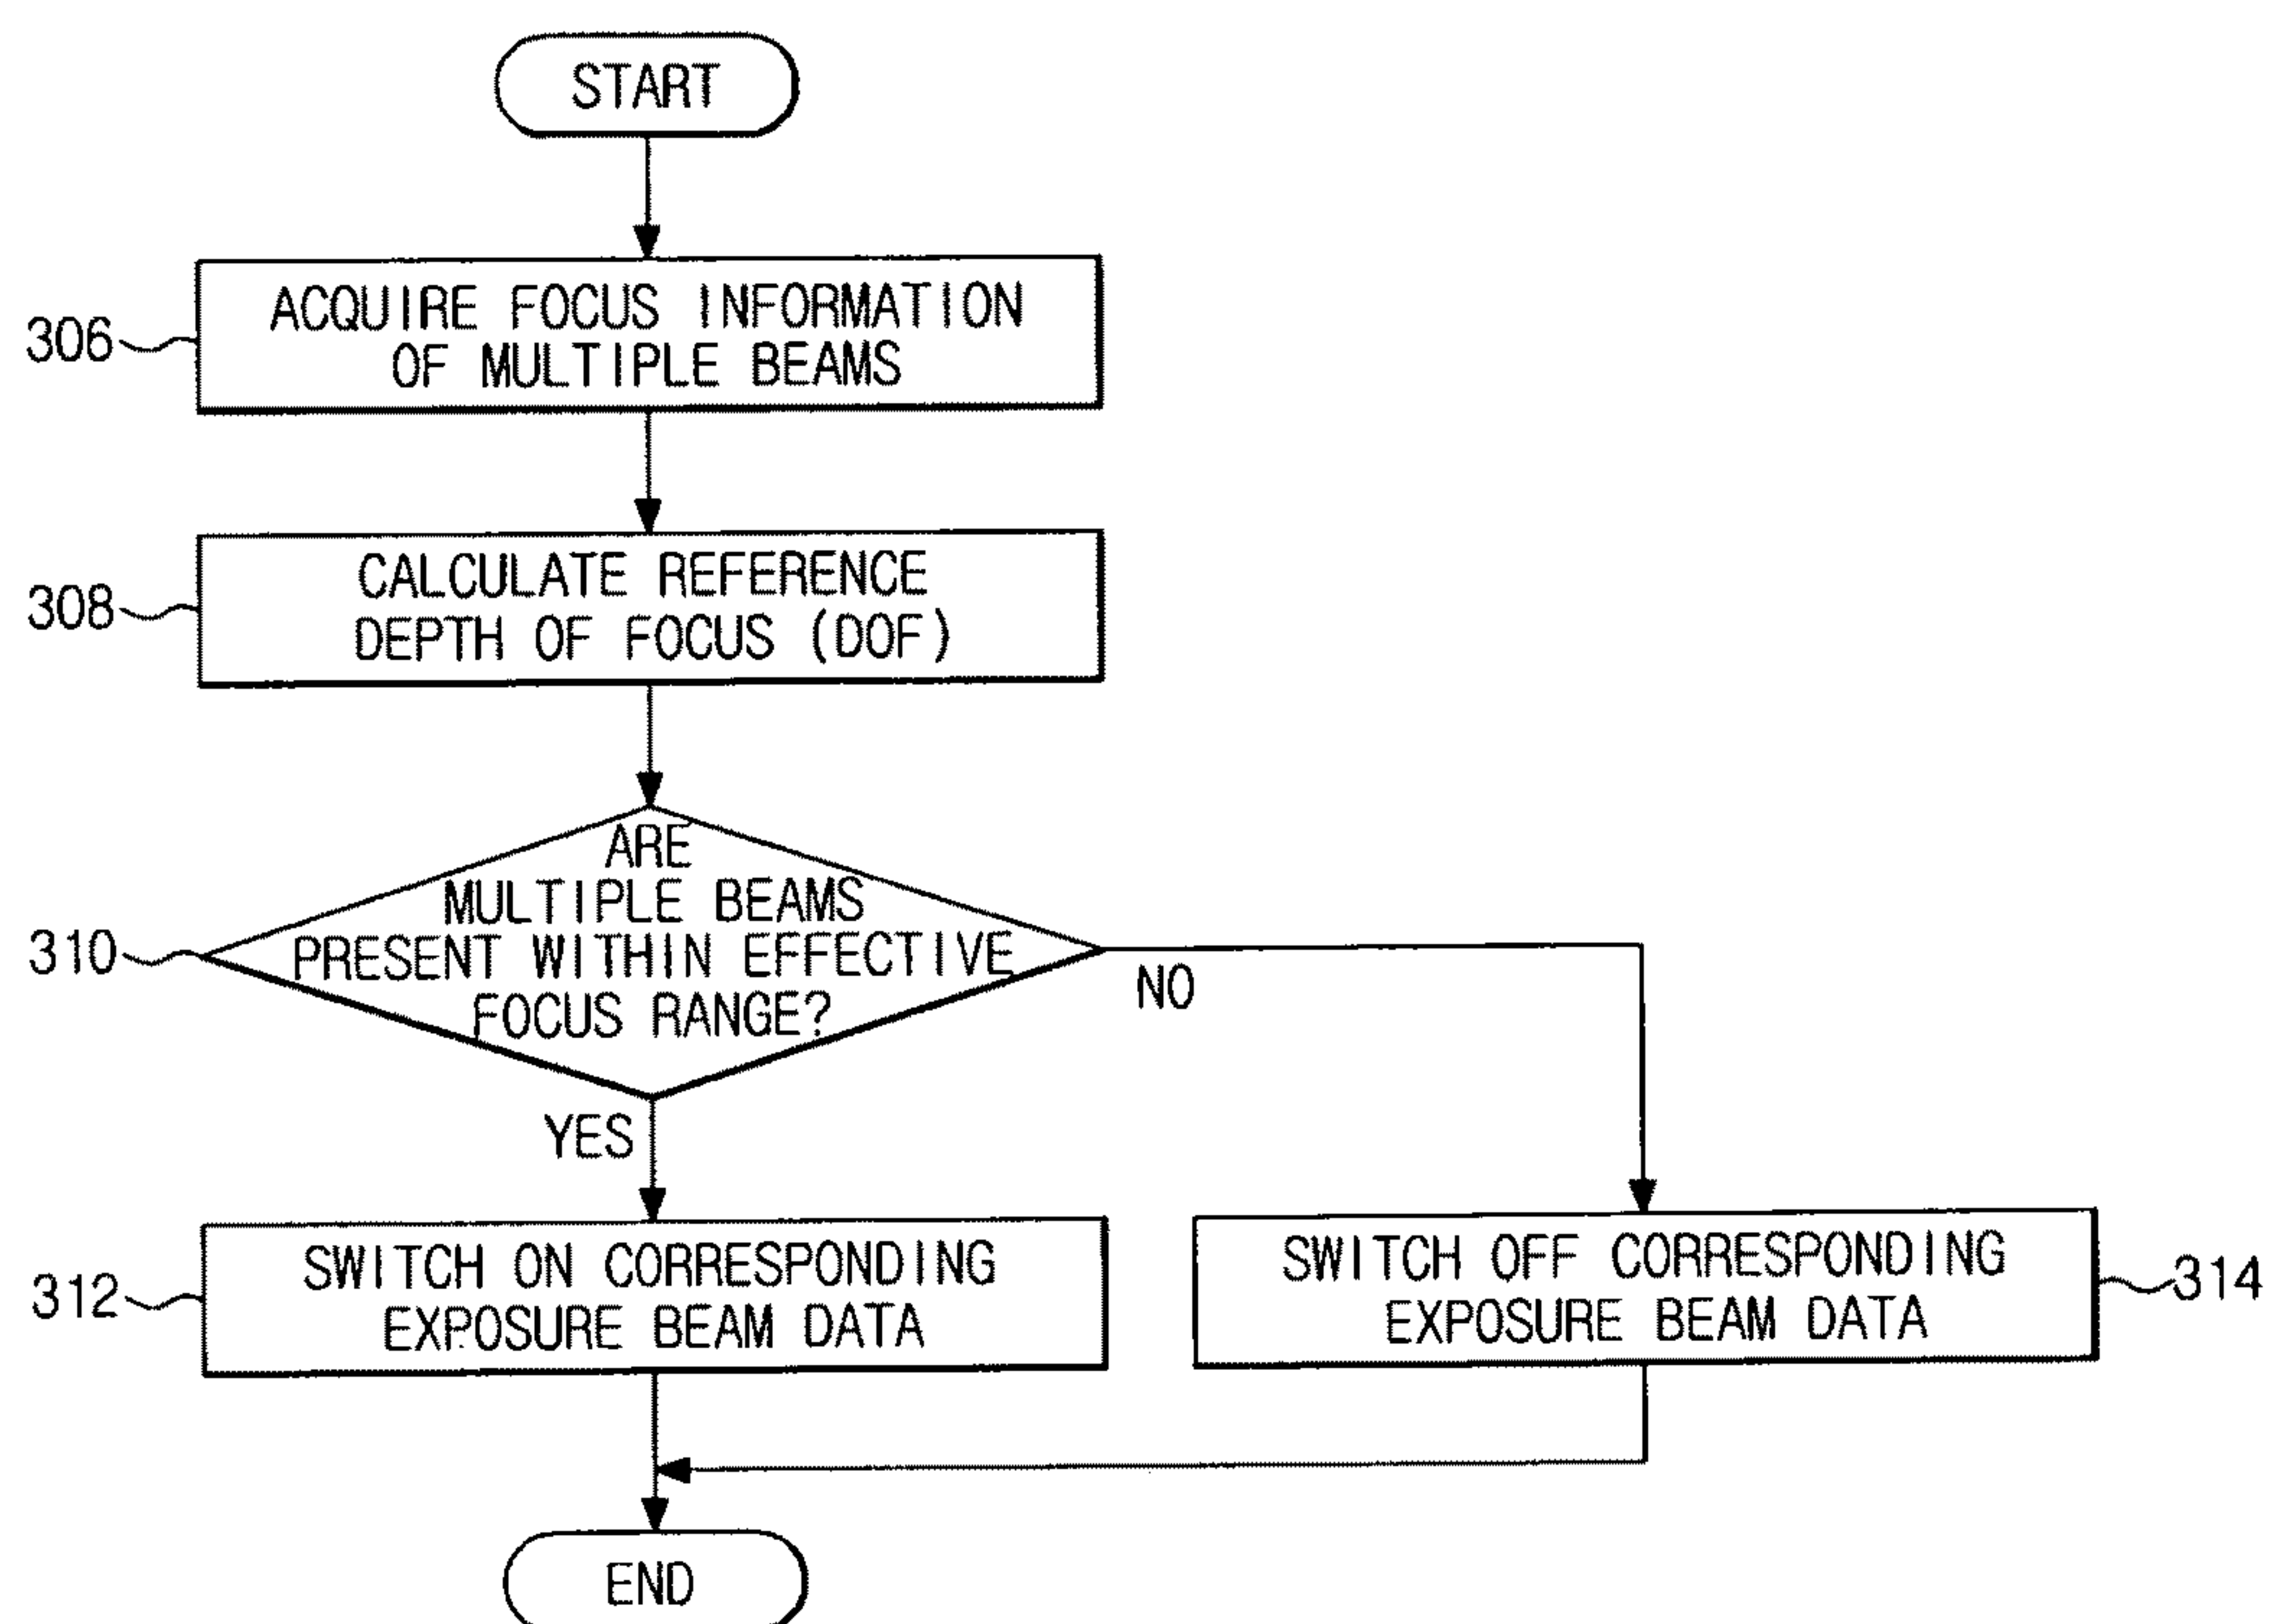 START
306
ACQUIRE FOCUS INFORMATION
OF MULTIPLE BEAMS
308
CALCULATE REFERENCE
DEPTH OF FOCUS (DOF)
310
ARE
MULTIPLE BEAMS
PRESENT WITHIN EFFECTIVE
FOCUS RANGE?
NO
YES
312
SWITCH ON CORRESPONDING
EXPOSURE BEAM DATA
SWITCH OFF CORRESPONDING
EXPOSURE BEAM DATA
314
END